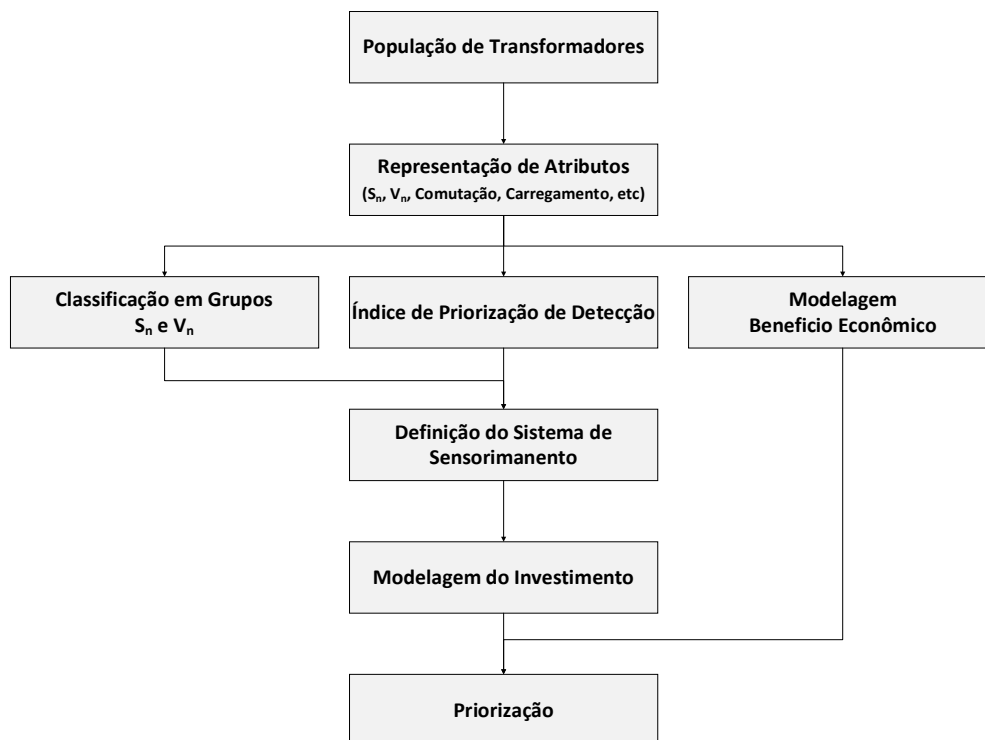 População de Transformadores
Representação de Atributos
(Sₙ, Vₙ, Comutação, Carregamento, etc)
Classificação em Grupos
Sₙ e Vₙ
Índice de Priorização de Detecção
Modelagem
Beneficio Econômico
Definição do Sistema de
Sensorimanento
Modelagem do Investimento
Priorização